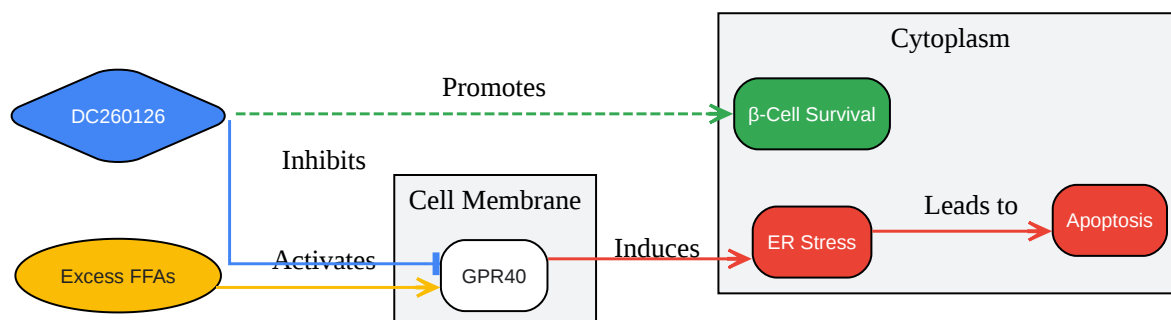 Cytoplasm
Promotes
DC260126
β-Cell Survival
Inhibits
Cell Membrane
Leads to
Apoptosis
Induces
ER Stress
Activates
Excess FFAs
GPR40